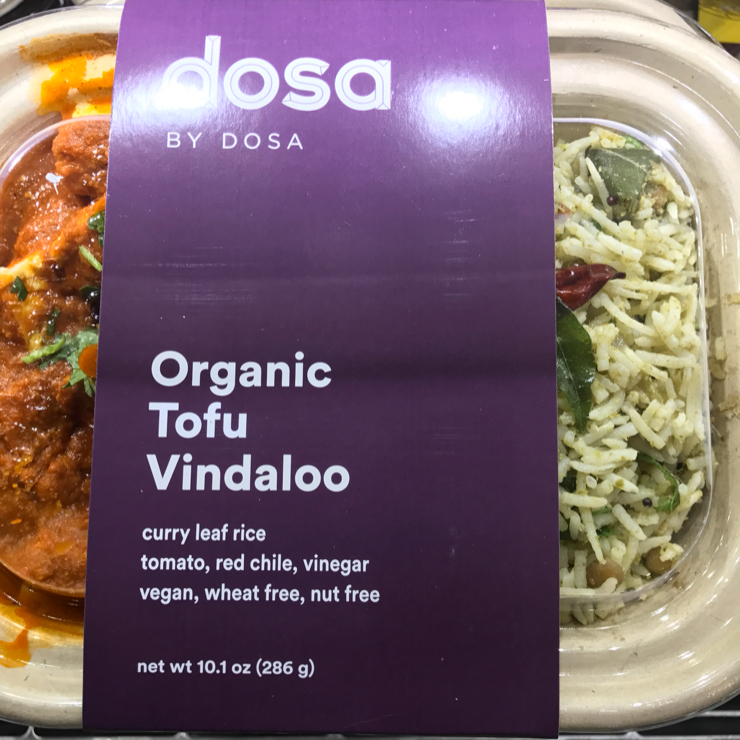 dosa
BY DOSA
Organic
Tofu
Vindaloo
curry leaf rice
tomato, red chile, vinegar
vegan, wheat free, nut free
net wt 10.1 oz (286 g)